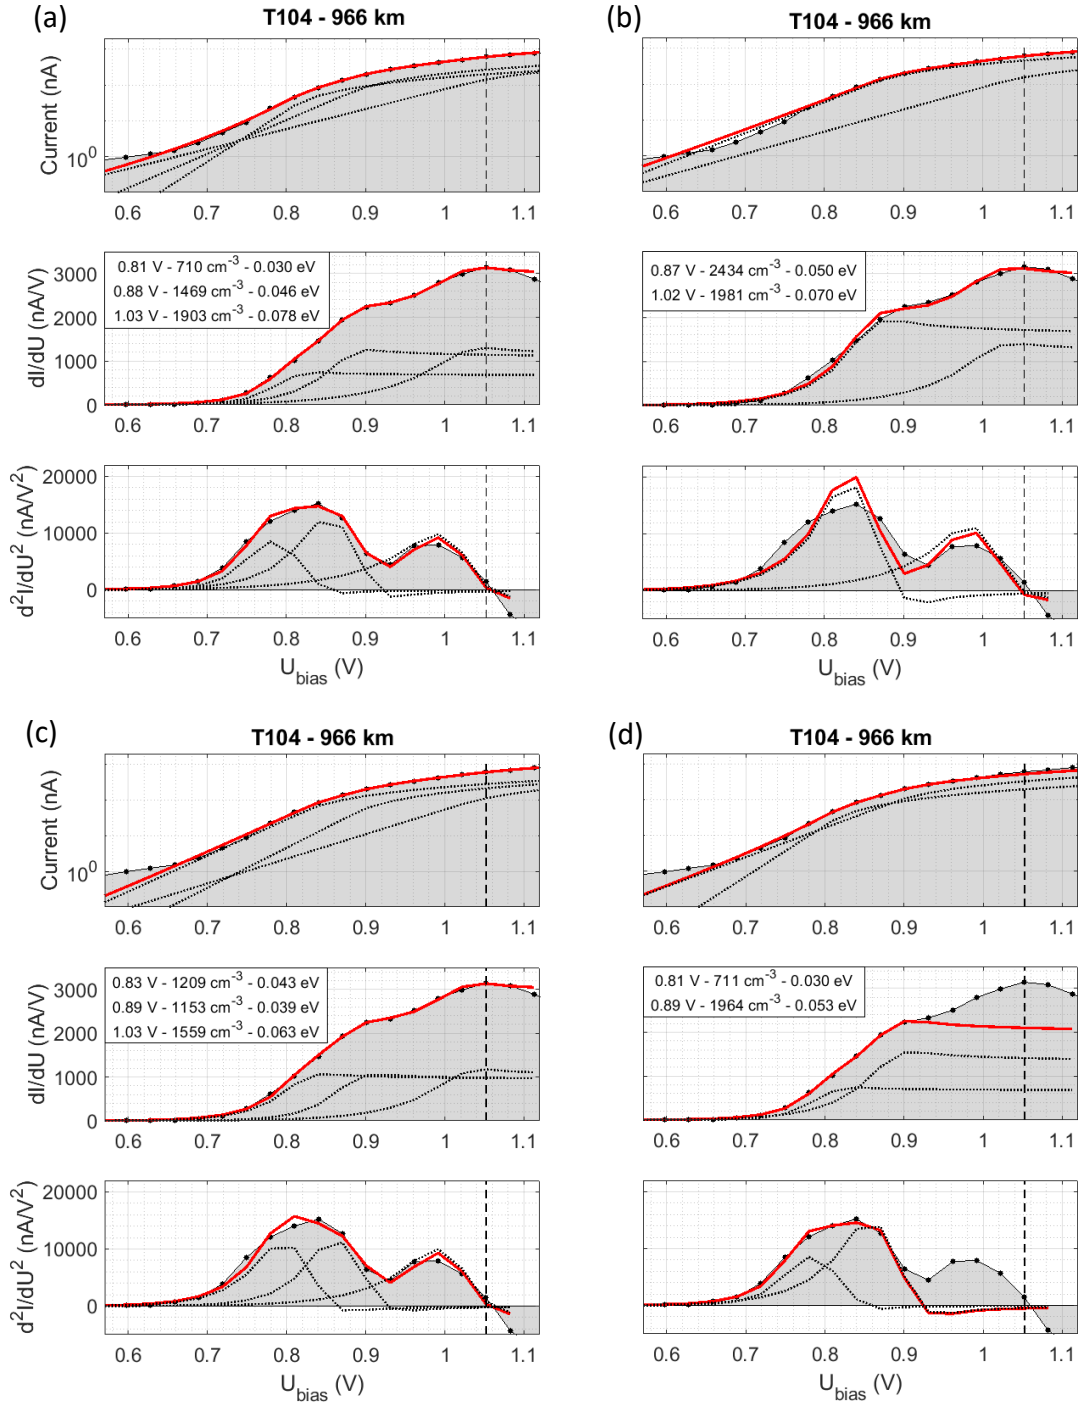 (a)
T104 - 966 km
Current (nA)
10⁰
0.6 0.7 0.8 0.9 1 1.1
dI/dU (nA/V)
3000
2000
1000
0
0.81 V - 710 cm⁻³ - 0.030 eV
0.88 V - 1469 cm⁻³ - 0.046 eV
1.03 V - 1903 cm⁻³ - 0.078 eV
0.6 0.7 0.8 0.9 1 1.1
d²I/dU² (nA/V²)
20000
10000
0
0.6 0.7 0.8 0.9 1 1.1
U_bias (V)
(b)
T104 - 966 km
0.6 0.7 0.8 0.9 1 1.1
0.87 V - 2434 cm⁻³ - 0.050 eV
1.02 V - 1981 cm⁻³ - 0.070 eV
0.6 0.7 0.8 0.9 1 1.1
0.6 0.7 0.8 0.9 1 1.1
U_bias (V)
(c)
T104 - 966 km
Current (nA)
10⁰
0.6 0.7 0.8 0.9 1 1.1
dI/dU (nA/V)
3000
2000
1000
0
0.83 V - 1209 cm⁻³ - 0.043 eV
0.89 V - 1153 cm⁻³ - 0.039 eV
1.03 V - 1559 cm⁻³ - 0.063 eV
0.6 0.7 0.8 0.9 1 1.1
d²I/dU² (nA/V²)
20000
10000
0
0.6 0.7 0.8 0.9 1 1.1
U_bias (V)
(d)
T104 - 966 km
0.6 0.7 0.8 0.9 1 1.1
0.81 V - 711 cm⁻³ - 0.030 eV
0.89 V - 1964 cm⁻³ - 0.053 eV
0.6 0.7 0.8 0.9 1 1.1
0.6 0.7 0.8 0.9 1 1.1
U_bias (V)